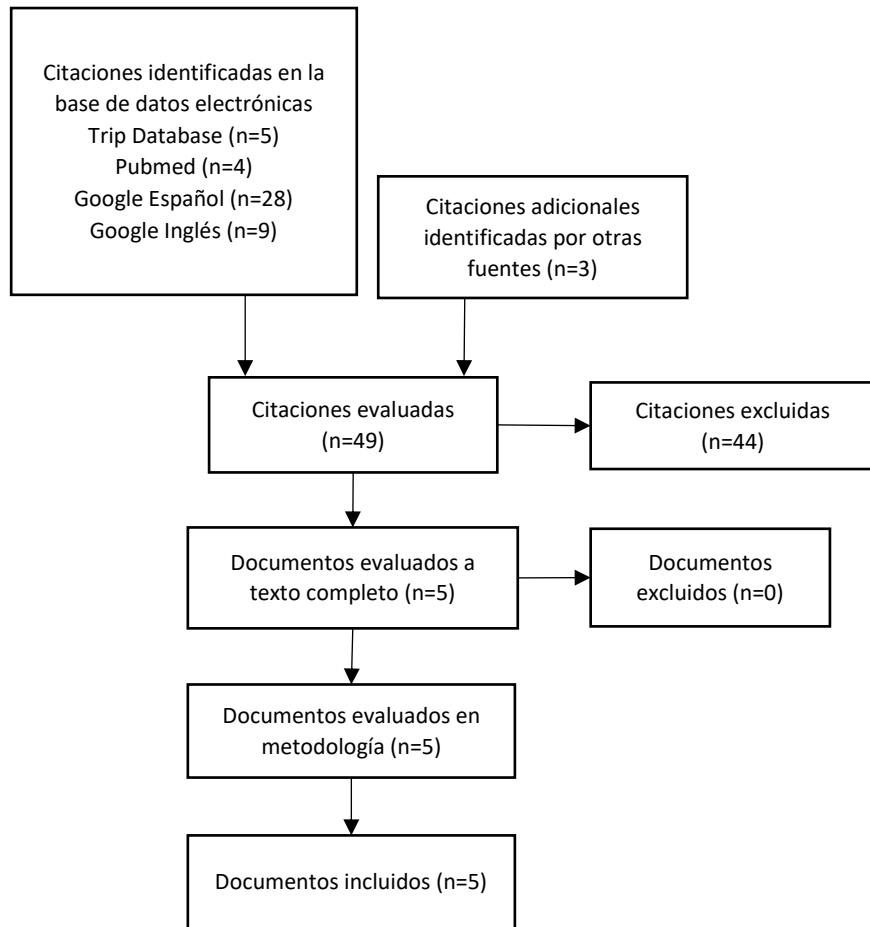 Citaciones identificadas en la
base de datos electrónicas
Trip Database (n=5)
Pubmed (n=4)
Google Español (n=28)
Google Inglés (n=9)
Citaciones adicionales
identificadas por otras
fuentes (n=3)
Citaciones evaluadas
(n=49)
Citaciones excluidas
(n=44)
Documentos evaluados a
texto completo (n=5)
Documentos
excluidos (n=0)
Documentos evaluados en
metodología (n=5)
Documentos incluidos (n=5)